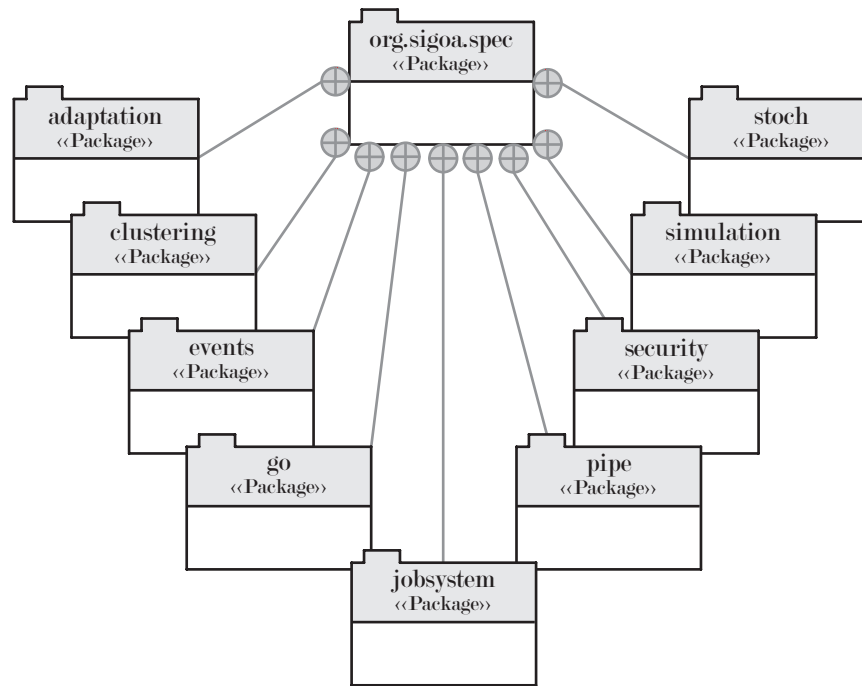 org.sigoa.spec
‹‹Package››
adaptation
‹‹Package››
stoch
‹‹Package››
clustering
‹‹Package››
simulation
‹‹Package››
events
‹‹Package››
security
‹‹Package››
go
‹‹Package››
pipe
‹‹Package››
jobsystem
‹‹Package››